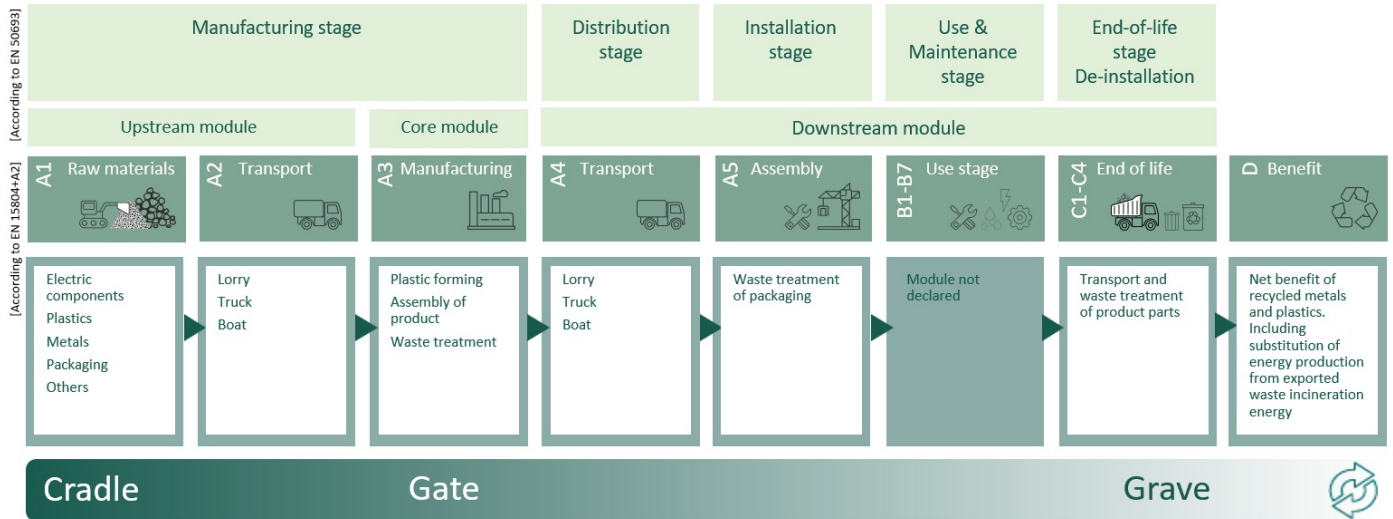 [According to EN 50693]
Manufacturing stage
Distribution
stage
Installation
stage
Use &
Maintenance
stage
End-of-life
stage
De-installation
Upstream module
Core module
Downstream module
[According to EN 15804+A2]
A1 Raw materials
A2 Transport
A3 Manufacturing
A4 Transport
A5 Assembly
B1-B7 Use stage
C1-C4 End of life
D Benefit
Electric
components
Plastics
Metals
Packaging
Others
Lorry
Truck
Boat
Plastic forming
Assembly of
product
Waste treatment
Lorry
Truck
Boat
Waste treatment
of packaging
Module not
declared
Transport and
waste treatment
of product parts
Net benefit of
recycled metals
and plastics.
Including
substitution of
energy production
from exported
waste incineration
energy
Cradle
Gate
Grave